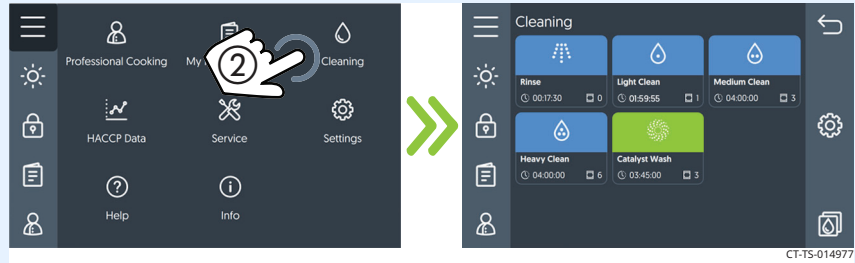 Professional Cooking
My
Cleaning
2
HACCP Data
Service
Settings
Help
Info
Cleaning
Rinse
00:17:30 0
Light Clean
01:59:55 1
Medium Clean
04:00:00 3
Heavy Clean
04:00:00 6
Catalyst Wash
03:45:00 3
CT-TS-014977